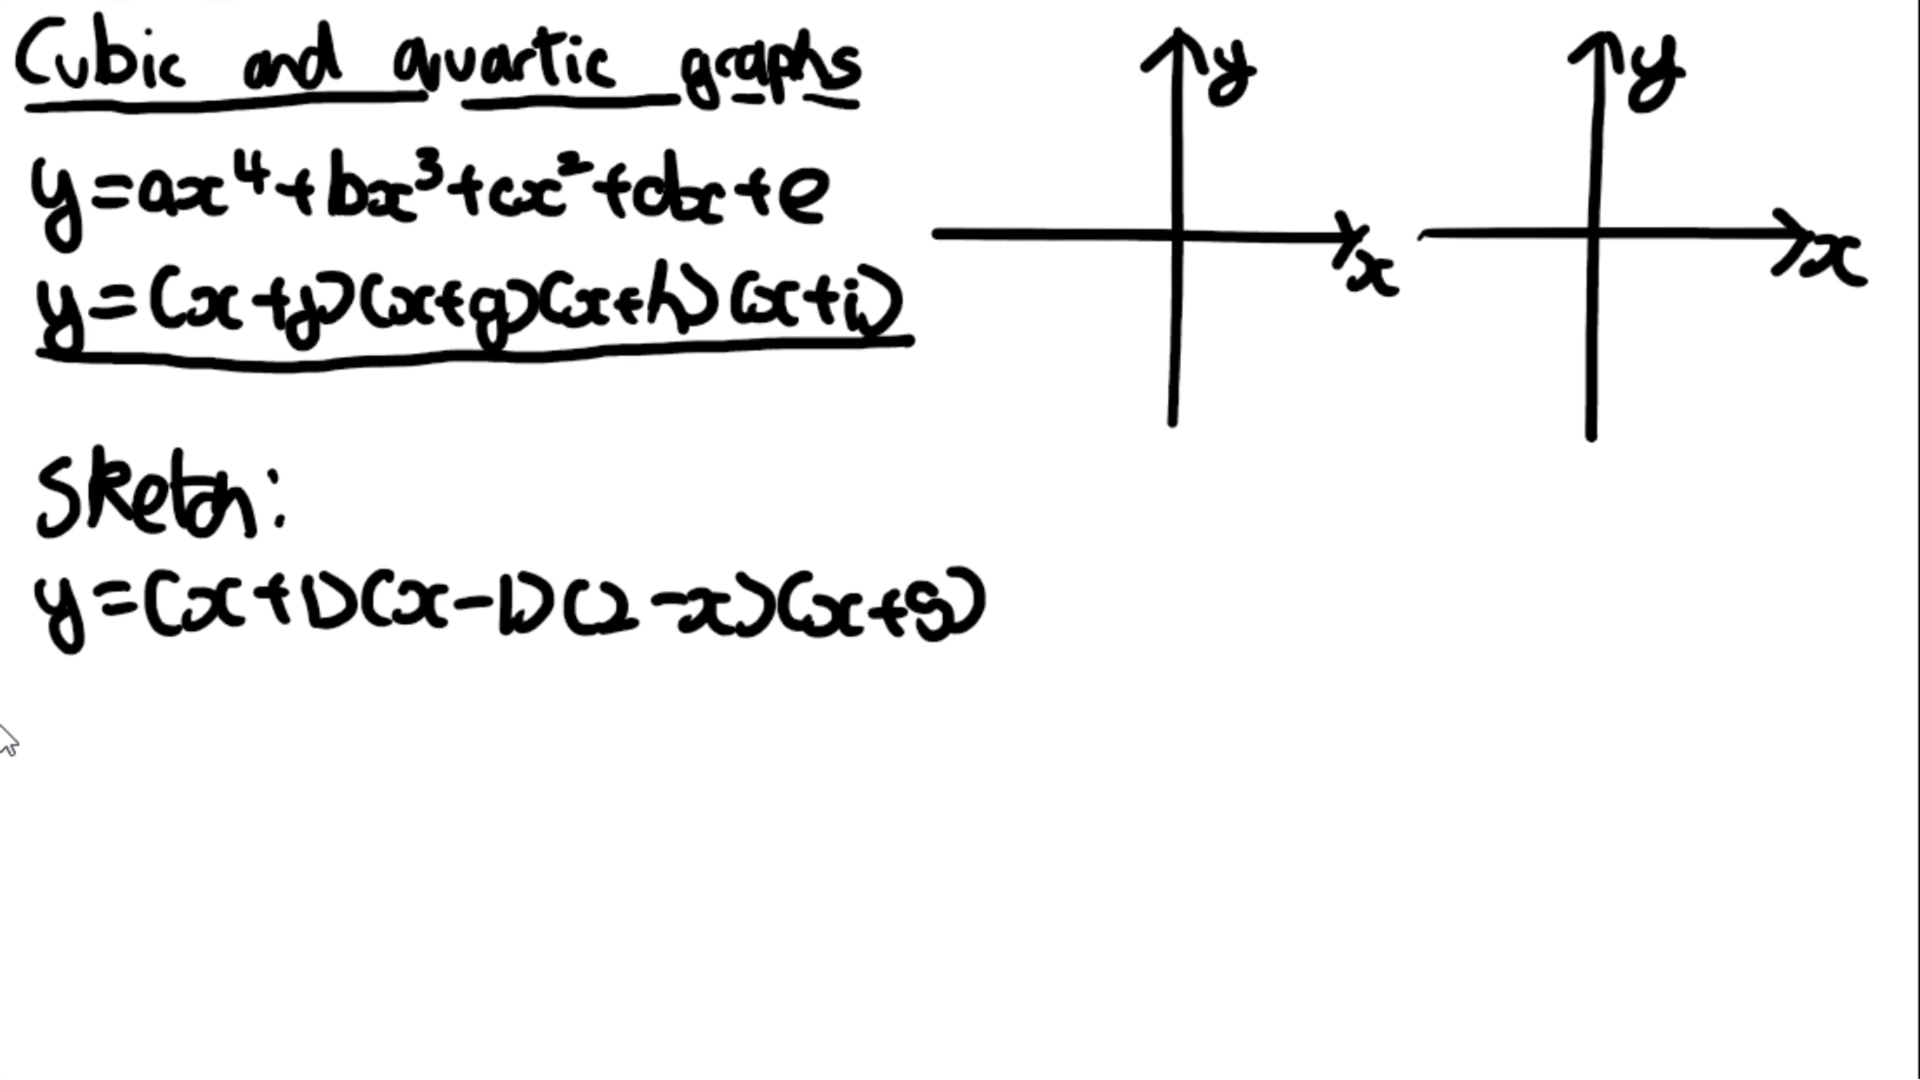 Cubic and quartic graphs
y=ax⁴+bx³+cx²+dx+e
y=(x+f)(x+g)(x+h)(x+i)
Sketch:
y=(x+1)(x-1)(2-x)(x+5)
y
x
y
x